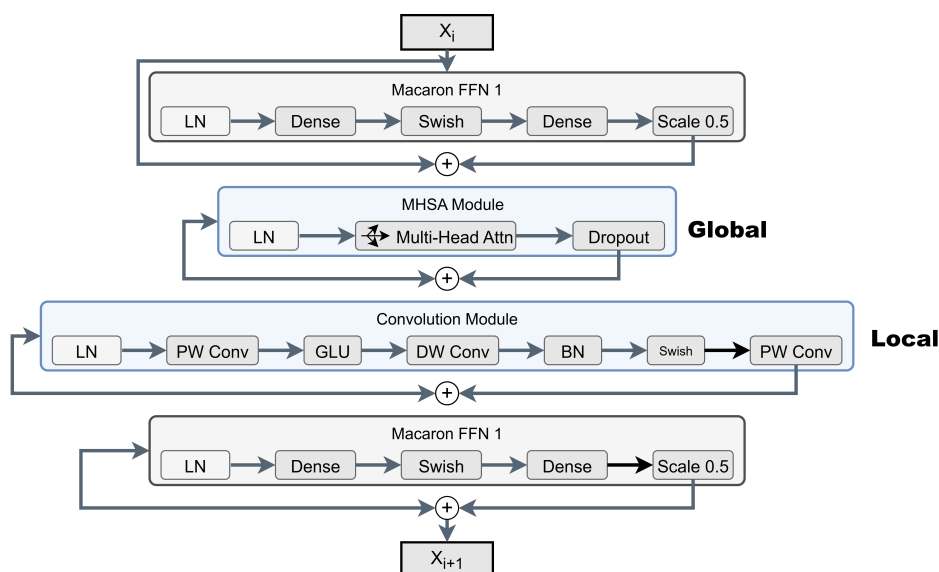 Xi
Macaron FFN 1
LN Dense Swish Dense Scale 0.5
+
MHSA Module
LN Multi-Head Attn Dropout
Global
+
Convolution Module
LN PW Conv GLU DW Conv BN Swish PW Conv
Local
+
Macaron FFN 1
LN Dense Swish Dense Scale 0.5
+
Xi+1